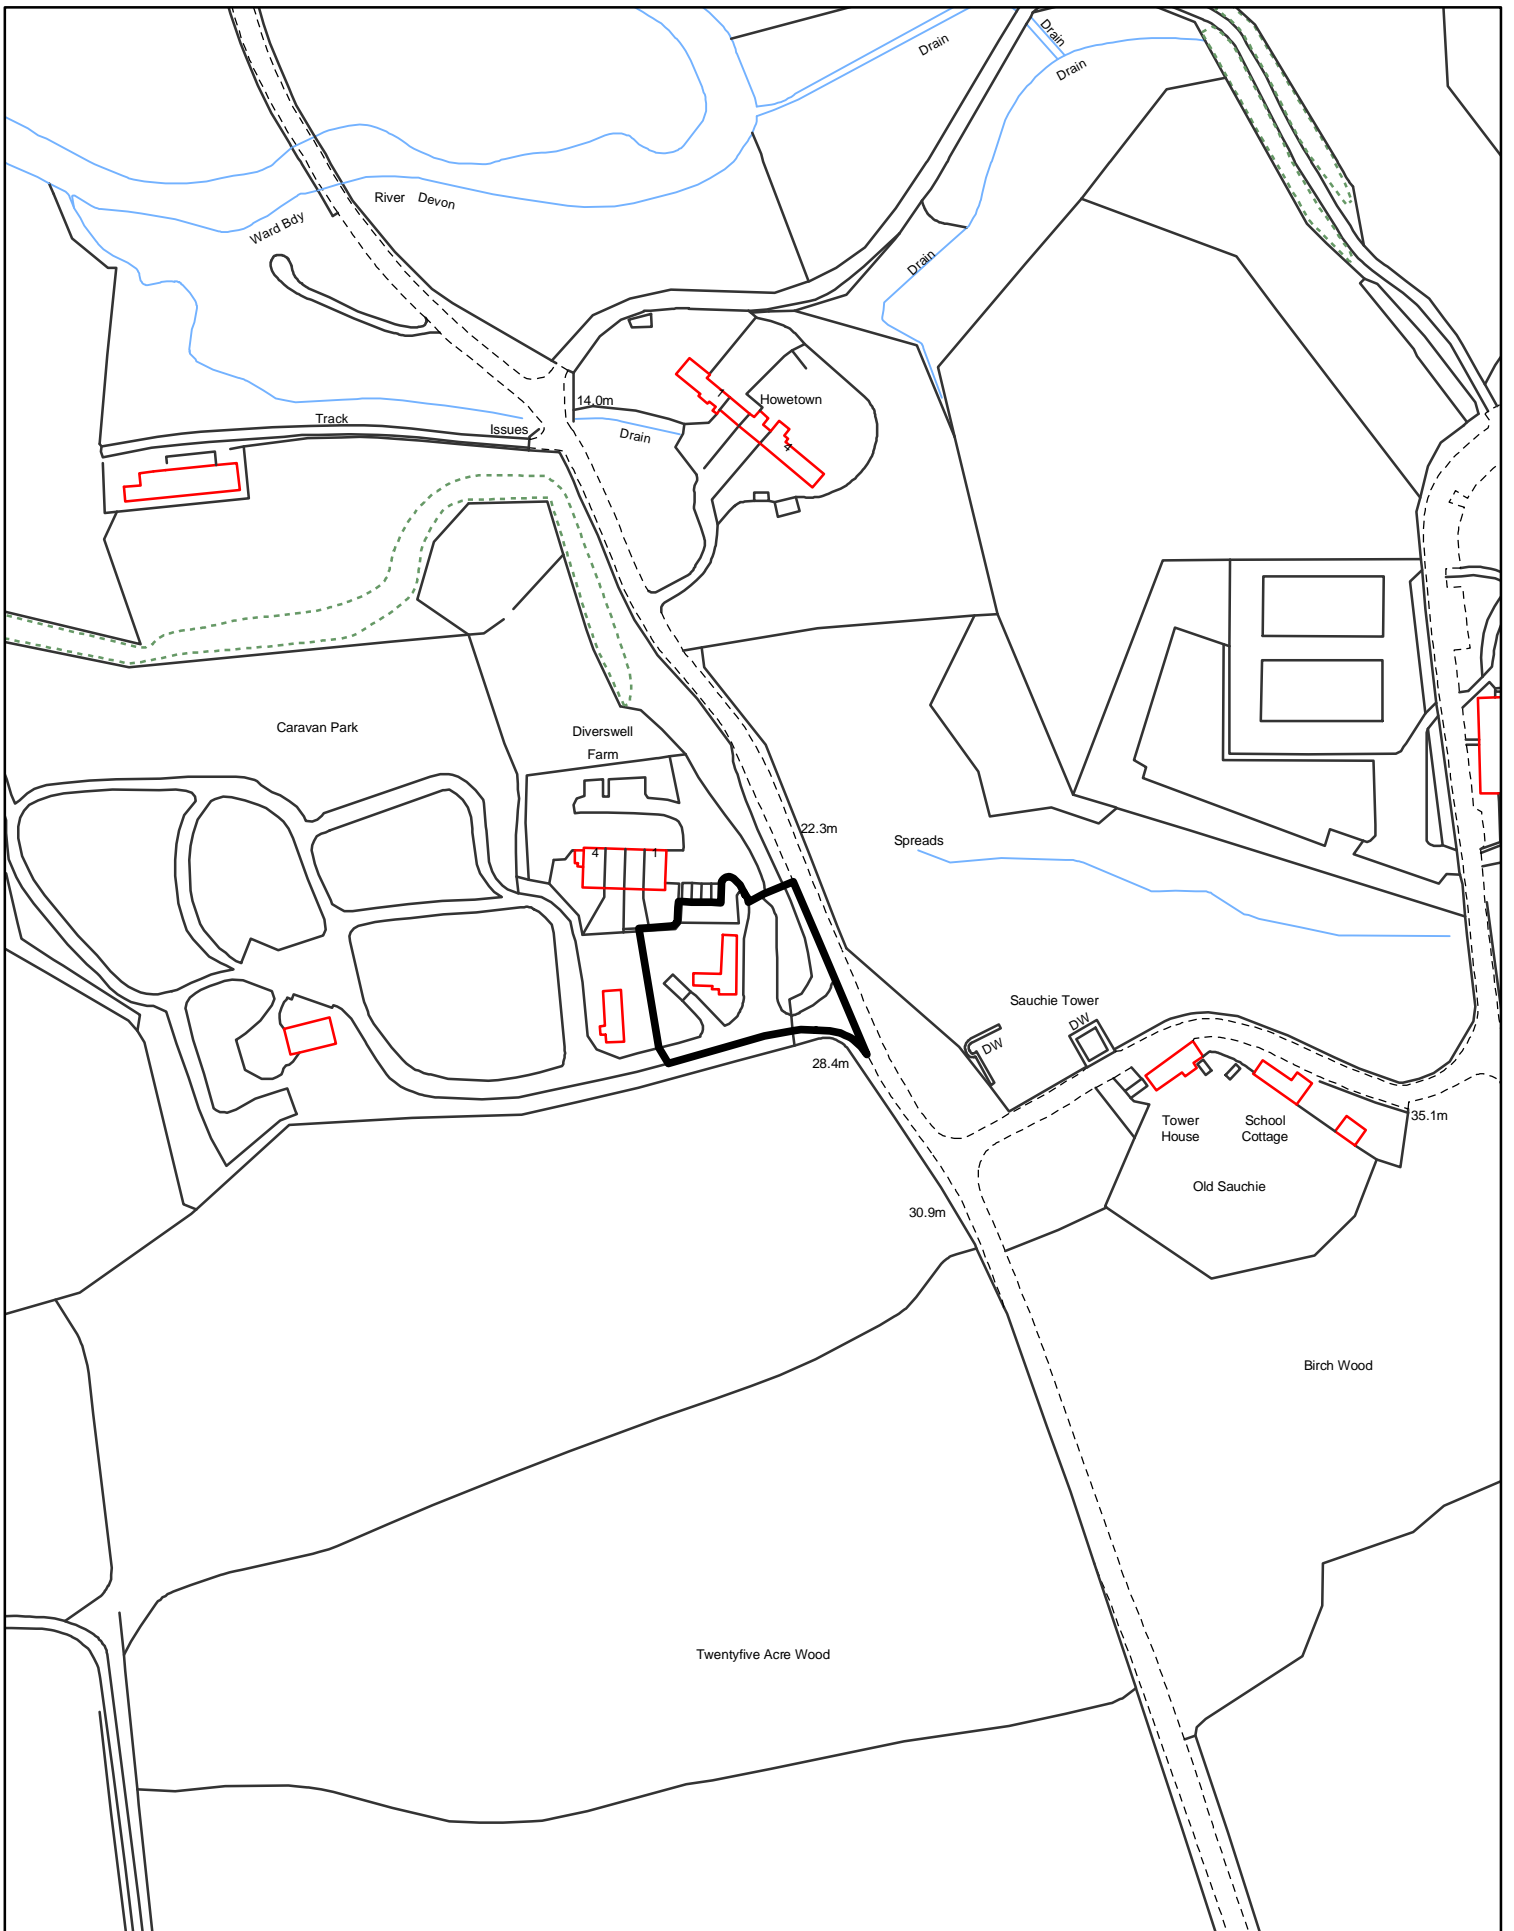 Drain
Drain
Drain
River Devon
Ward Bdy
Drain
14.0m
Howetown
1
4
Track
Issues
Drain
Caravan Park
Diverswell
Farm
22.3m
Spreads
4
1
Sauchie Tower
DW
DW
28.4m
Tower
House
School
Cottage
35.1m
Old Sauchie
30.9m
Birch Wood
Twentyfive Acre Wood